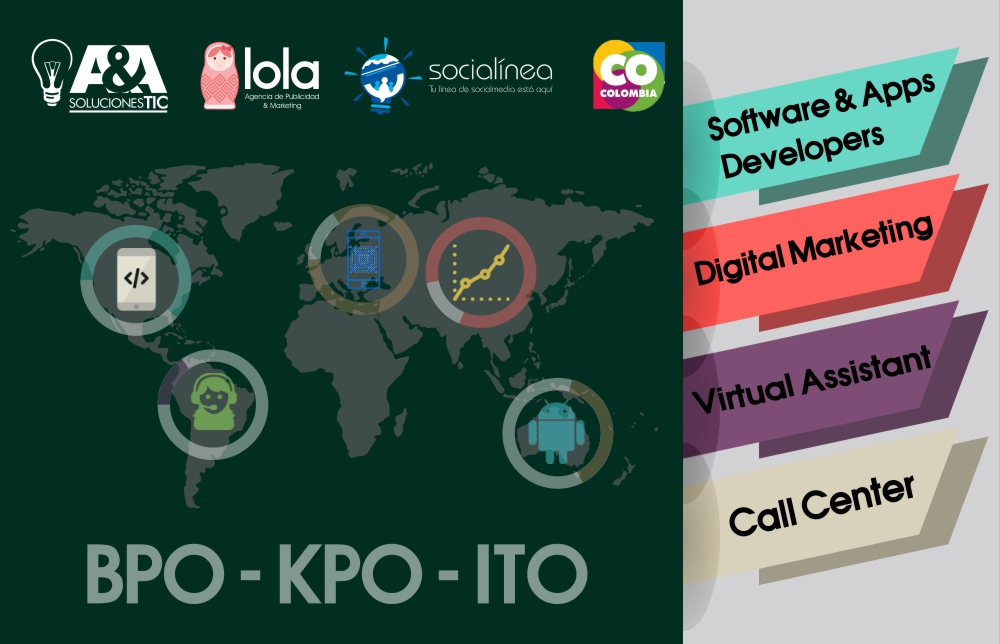 A&A
SOLUCIONESTIC
lola
Agencia de Publicidad
& Marketing
socialínea
Tu línea de socialmedia está aquí
CO
COLOMBIA
</>
BPO - KPO - ITO
Software & Apps
Developers
Digital Marketing
Virtual Assistant
Call Center